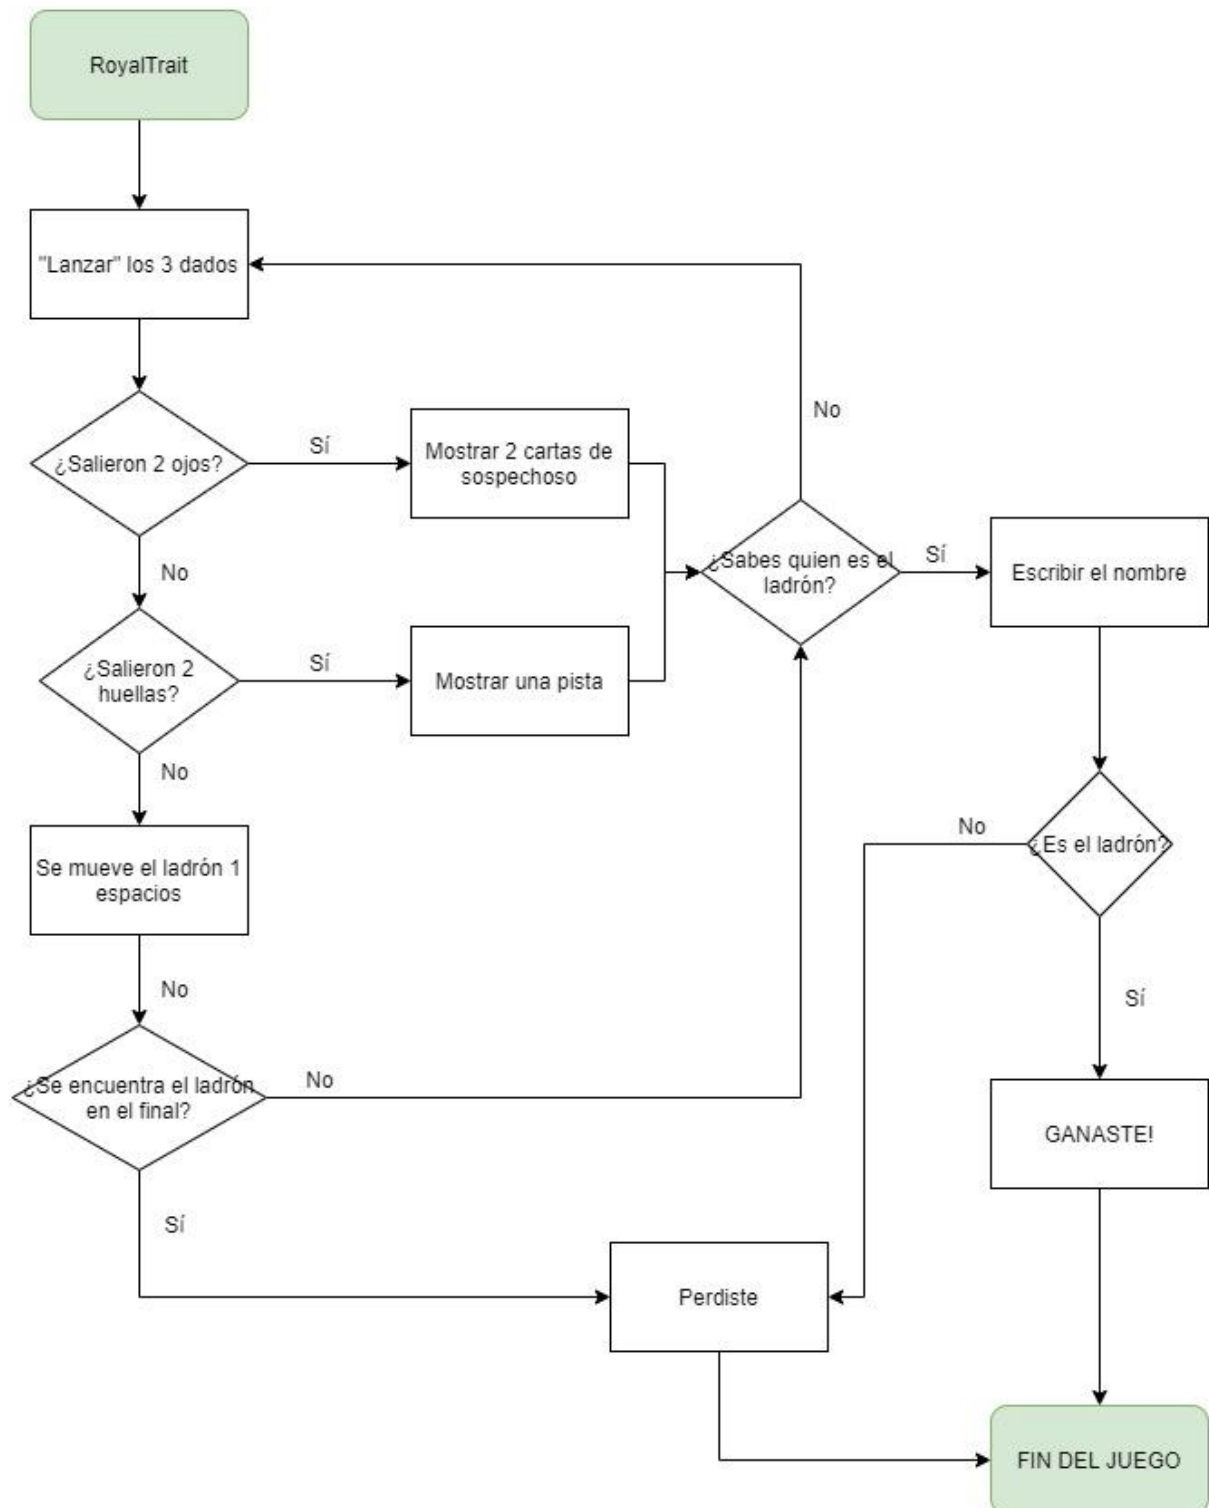 RoyalTrait
"Lanzar" los 3 dados
¿Salieron 2 ojos?
Sí
Mostrar 2 cartas de
sospechoso
No
No
¿Sabes quien es el
ladrón?
Sí
Escribir el nombre
¿Salieron 2
huellas?
Sí
Mostrar una pista
No
Se mueve el ladrón 1
espacios
No
¿Es el ladrón?
No
¿Se encuentra el ladrón
en el final?
No
Sí
GANASTE!
Sí
Perdiste
FIN DEL JUEGO